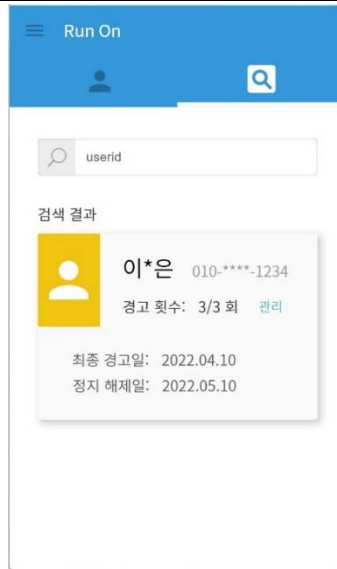 Run On
userid
검색 결과
이*은 010-****-1234
경고 횟수: 3/3 회 관리
최종 경고일: 2022.04.10
정지 해제일: 2022.05.10